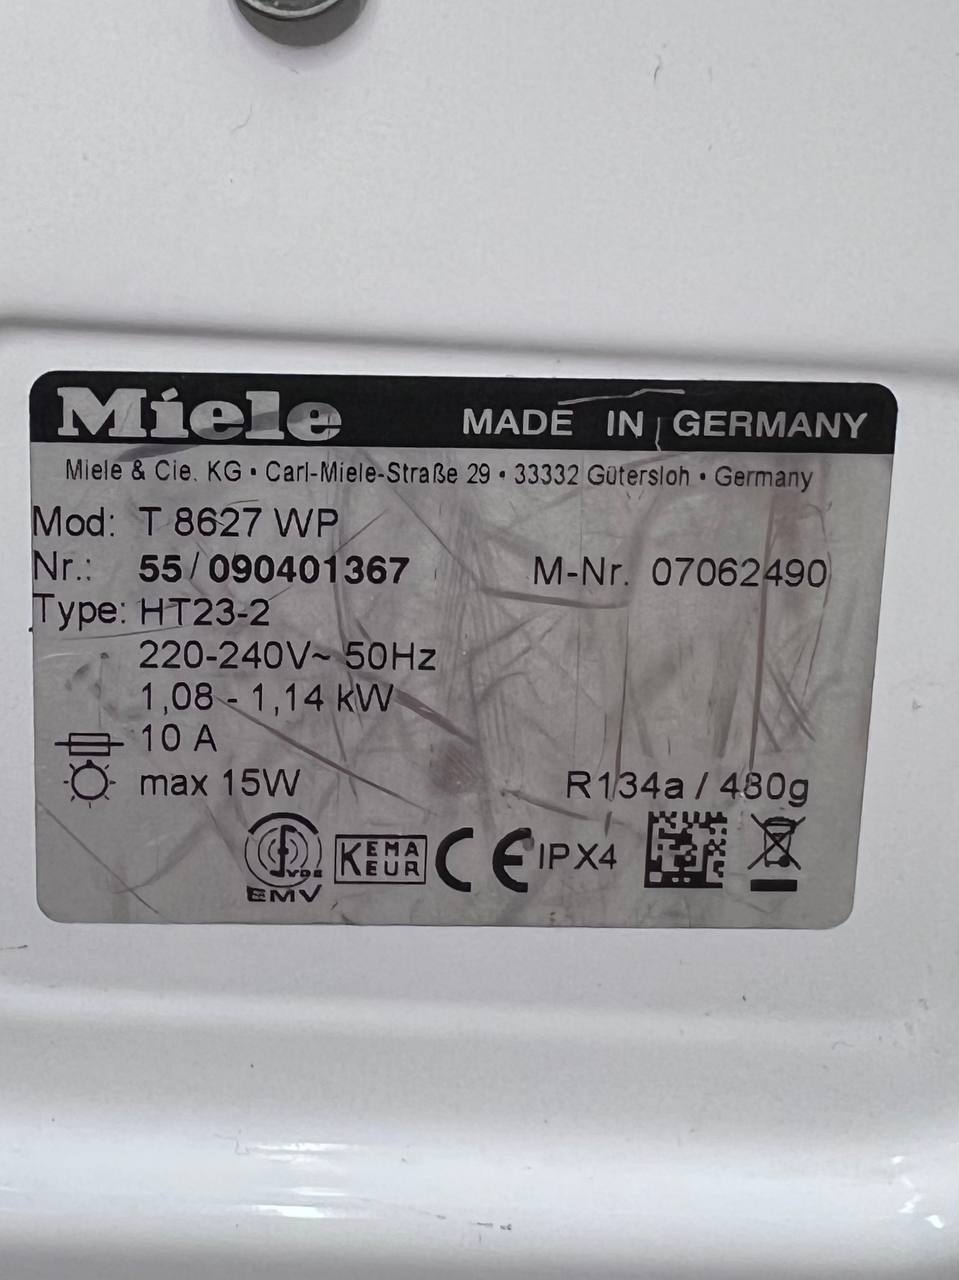 Miele MADE IN GERMANY
Miele & Cie. KG • Carl-Miele-Straße 29 • 33332 Gütersloh • Germany
Mod: T 8627 WP
Nr.: 55/090401367 M-Nr. 07062490
Type: HT23-2
220-240V~ 50Hz
1,08 - 1,14 kW
10 A
max 15W R134a / 480g
VDE
EMV
KEMA
EUR
CE IPX4